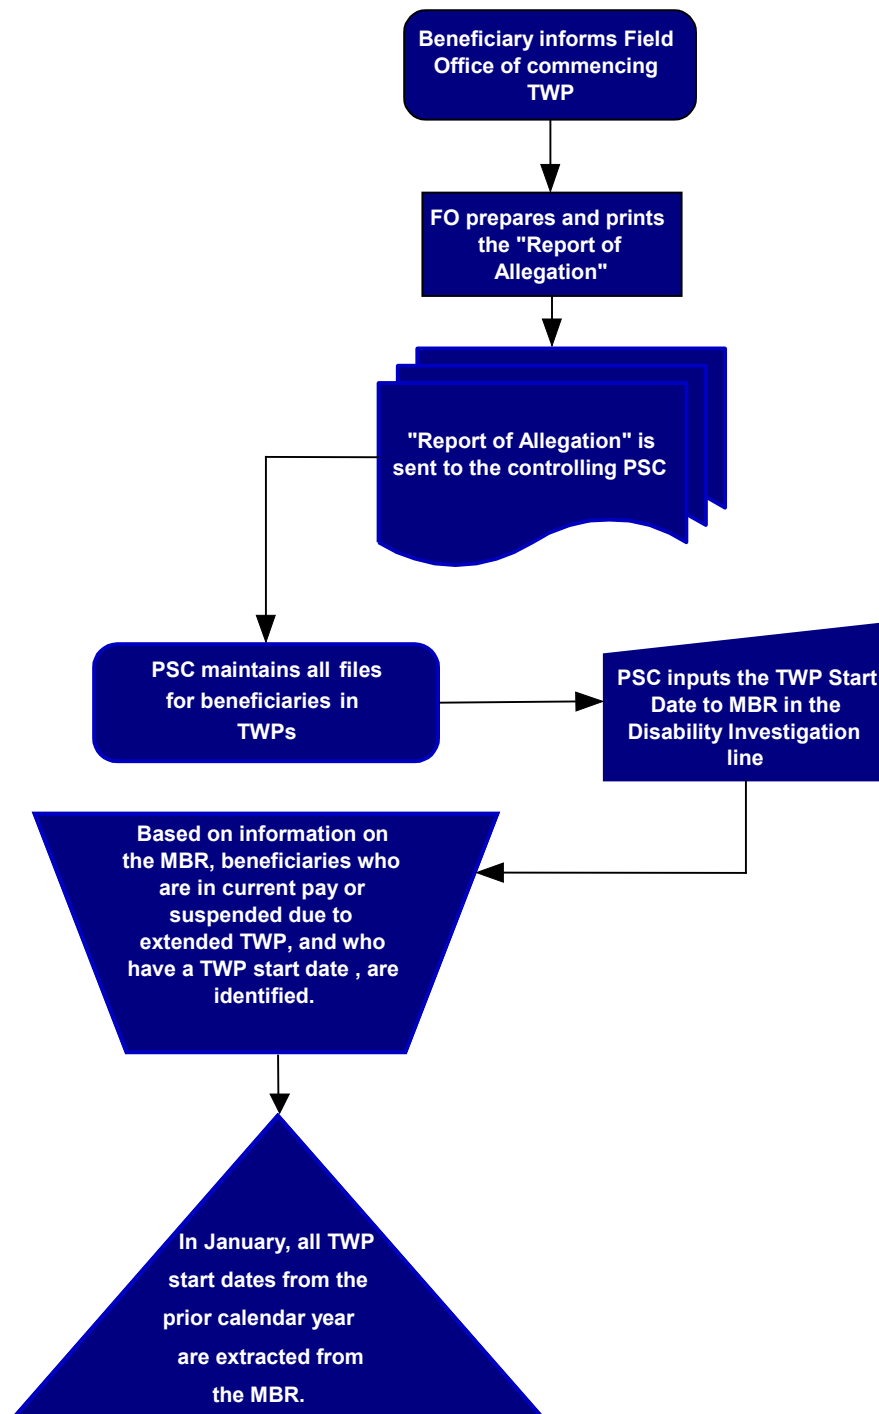 Beneficiary informs Field
Office of commencing
TWP
FO prepares and prints
the "Report of
Allegation"
"Report of Allegation" is
sent to the controlling PSC
PSC maintains all files
for beneficiaries in
TWPs
PSC inputs the TWP Start
Date to MBR in the
Disability Investigation
line
Based on information on
the MBR, beneficiaries who
are in current pay or
suspended due to
extended TWP, and who
have a TWP start date , are
identified.
In January, all TWP
start dates from the
prior calendar year
are extracted from
the MBR.